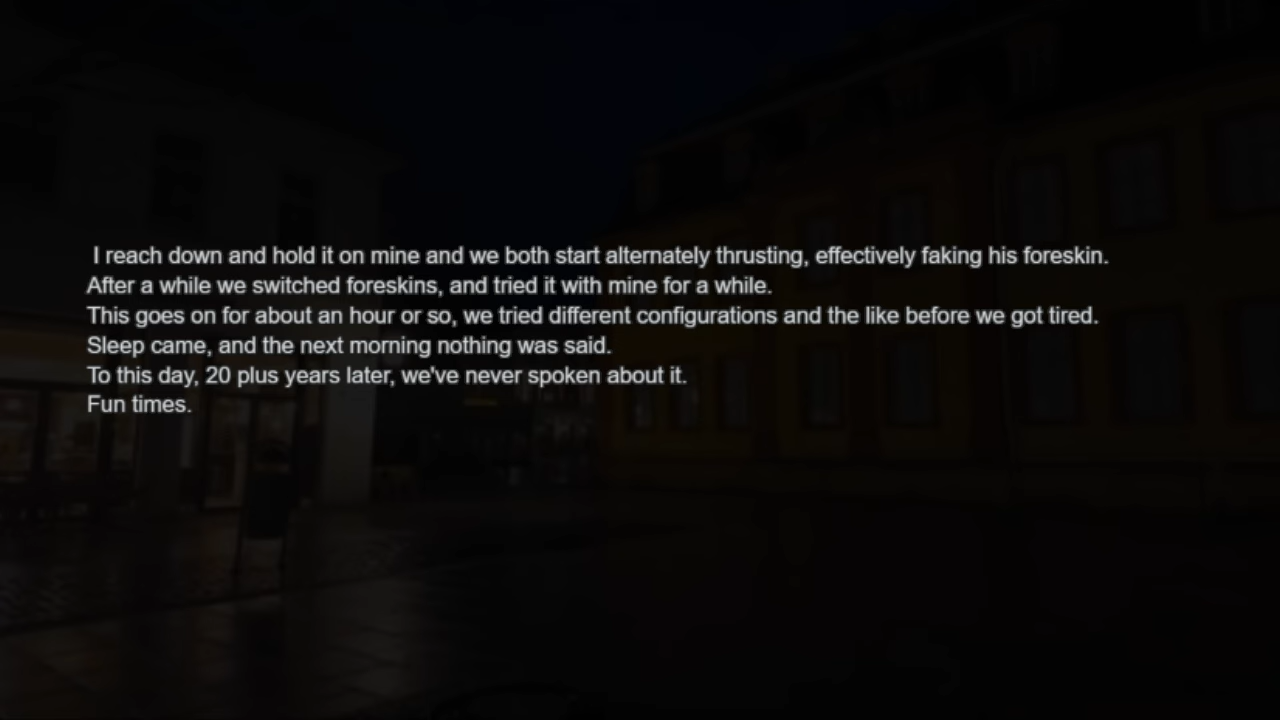 I reach down and hold it on mine and we both start alternately thrusting, effectively faking his foreskin.
After a while we switched foreskins, and tried it with mine for a while.
This goes on for about an hour or so, we tried different configurations and the like before we got tired.
Sleep came, and the next morning nothing was said.
To this day, 20 plus years later, we've never spoken about it.
Fun times.